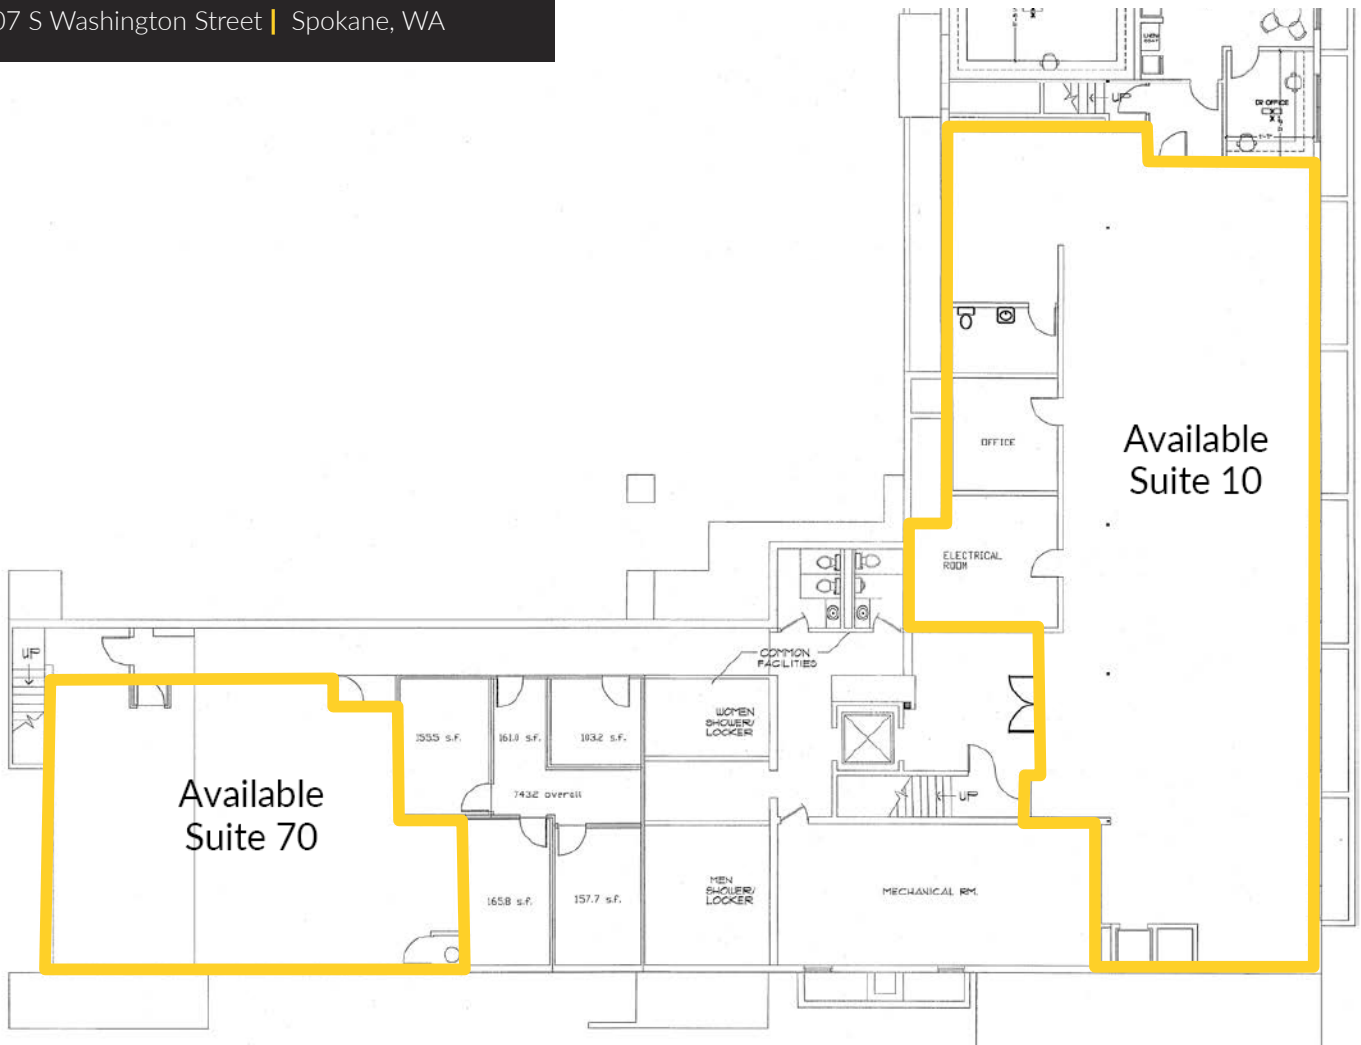 07 S Washington Street | Spokane, WA
UP
DR OFFICE
OFFICE
Available
Suite 10
ELECTRICAL
ROOM
UP
COMMON
FACILITIES
WOMEN
SHOWER/
LOCKER
155.5 s.f.
161.0 s.f.
103.2 s.f.
743.2 overall
Available
Suite 70
UP
165.8 s.f.
157.7 s.f.
MEN
SHOWER/
LOCKER
MECHANICAL RM.